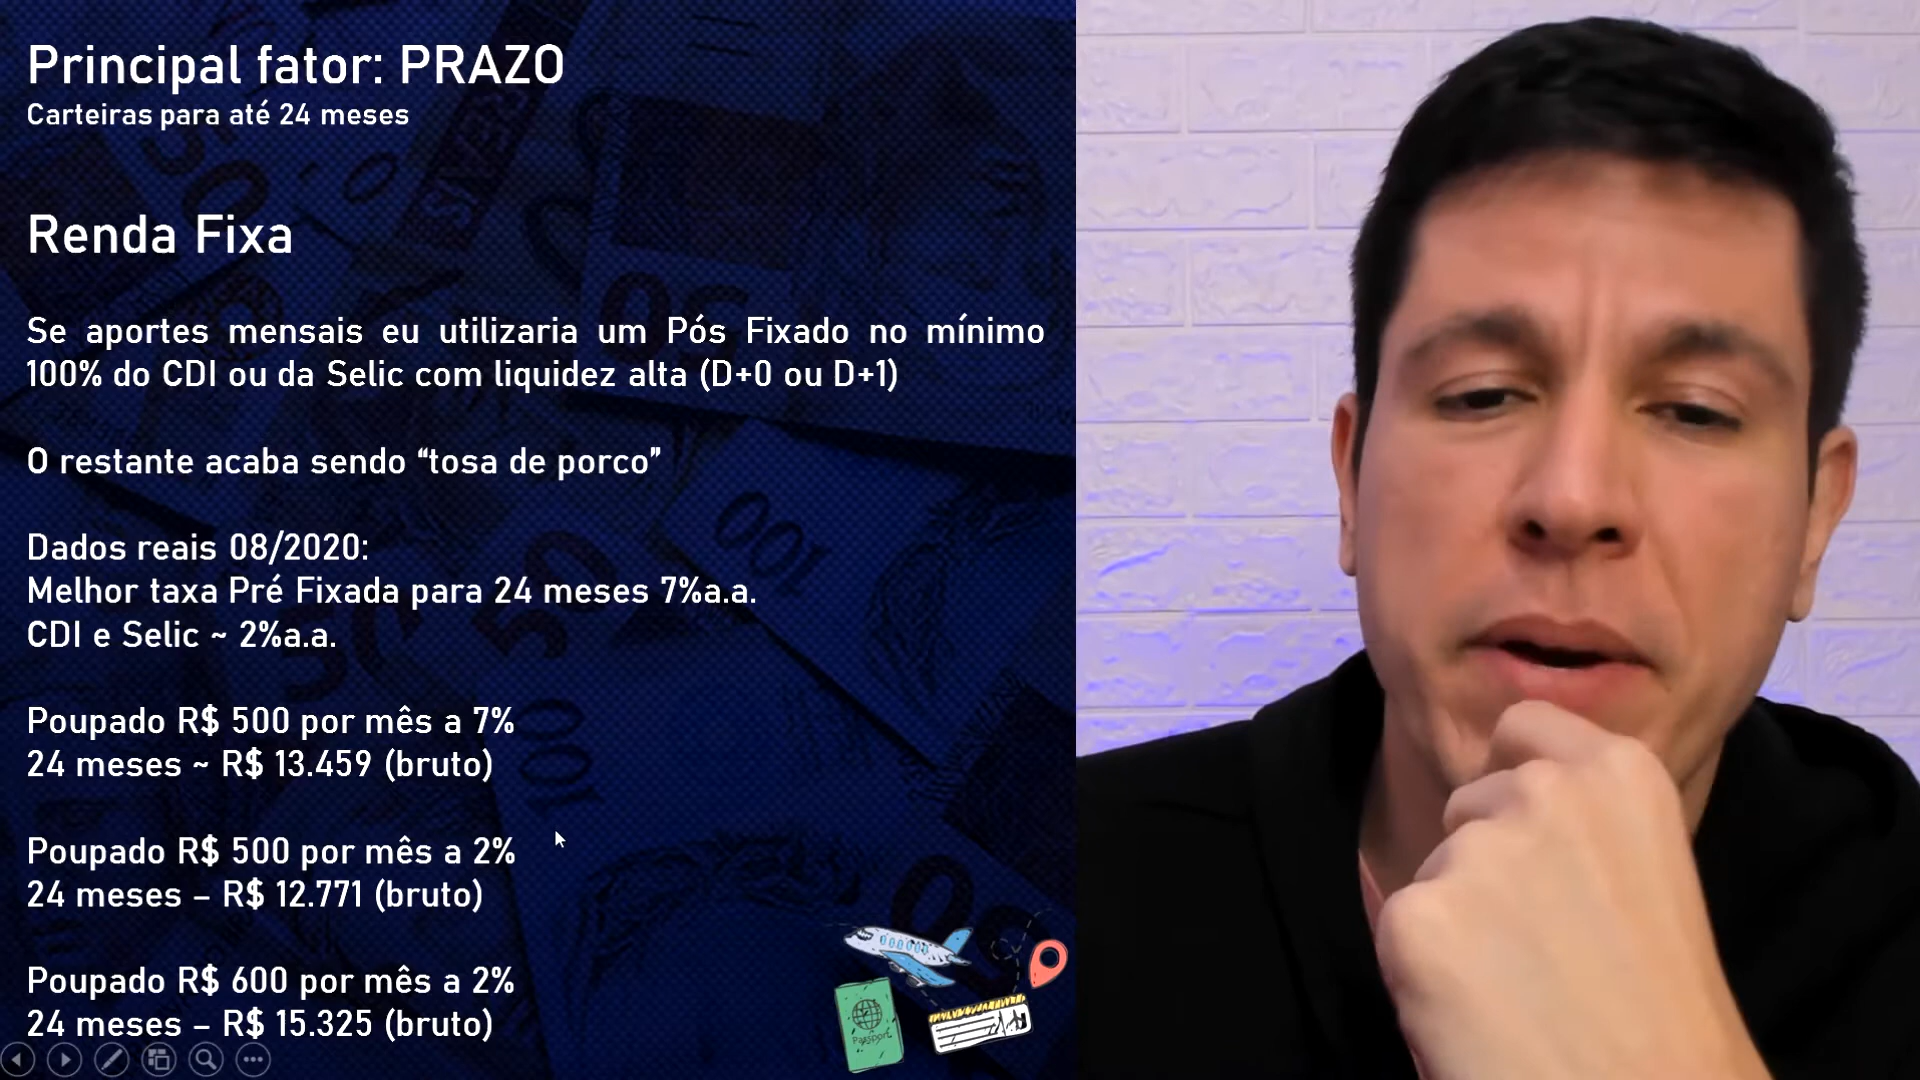 Principal fator: PRAZO
Carteiras para até 24 meses
Renda Fixa
Se aportes mensais eu utilizaria um Pós Fixado no mínimo
100% do CDI ou da Selic com liquidez alta (D+0 ou D+1)
O restante acaba sendo “tosa de porco”
Dados reais 08/2020:
Melhor taxa Pré Fixada para 24 meses 7%a.a.
CDI e Selic ~ 2%a.a.
Poupado R$ 500 por mês a 7%
24 meses ~ R$ 13.459 (bruto)
Poupado R$ 500 por mês a 2%
24 meses – R$ 12.771 (bruto)
Poupado R$ 600 por mês a 2%
24 meses – R$ 15.325 (bruto)
Passport